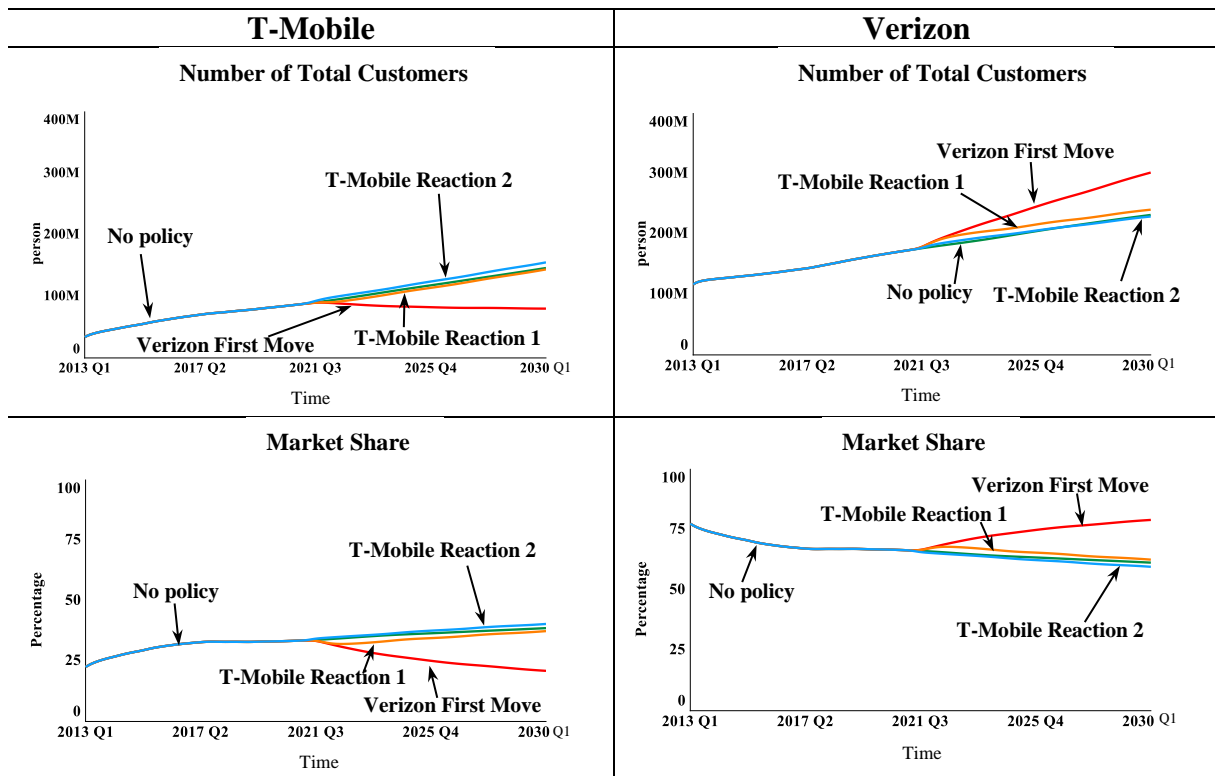 T-Mobile
Verizon
Number of Total Customers
400M
300M
200M
100M
0
person
No policy
T-Mobile Reaction 2
Verizon First Move
T-Mobile Reaction 1
2013 Q1 2017 Q2 2021 Q3 2025 Q4 2030 Q1
Time
Number of Total Customers
400M
300M
200M
100M
0
person
Verizon First Move
T-Mobile Reaction 1
No policy
T-Mobile Reaction 2
2013 Q1 2017 Q2 2021 Q3 2025 Q4 2030 Q1
Time
Market Share
100
75
50
25
0
Percentage
No policy
T-Mobile Reaction 2
T-Mobile Reaction 1
Verizon First Move
2013 Q1 2017 Q2 2021 Q3 2025 Q4 2030 Q1
Time
Market Share
100
75
50
25
0
Percentage
Verizon First Move
T-Mobile Reaction 1
No policy
T-Mobile Reaction 2
2013 Q1 2017 Q2 2021 Q3 2025 Q4 2030 Q1
Time